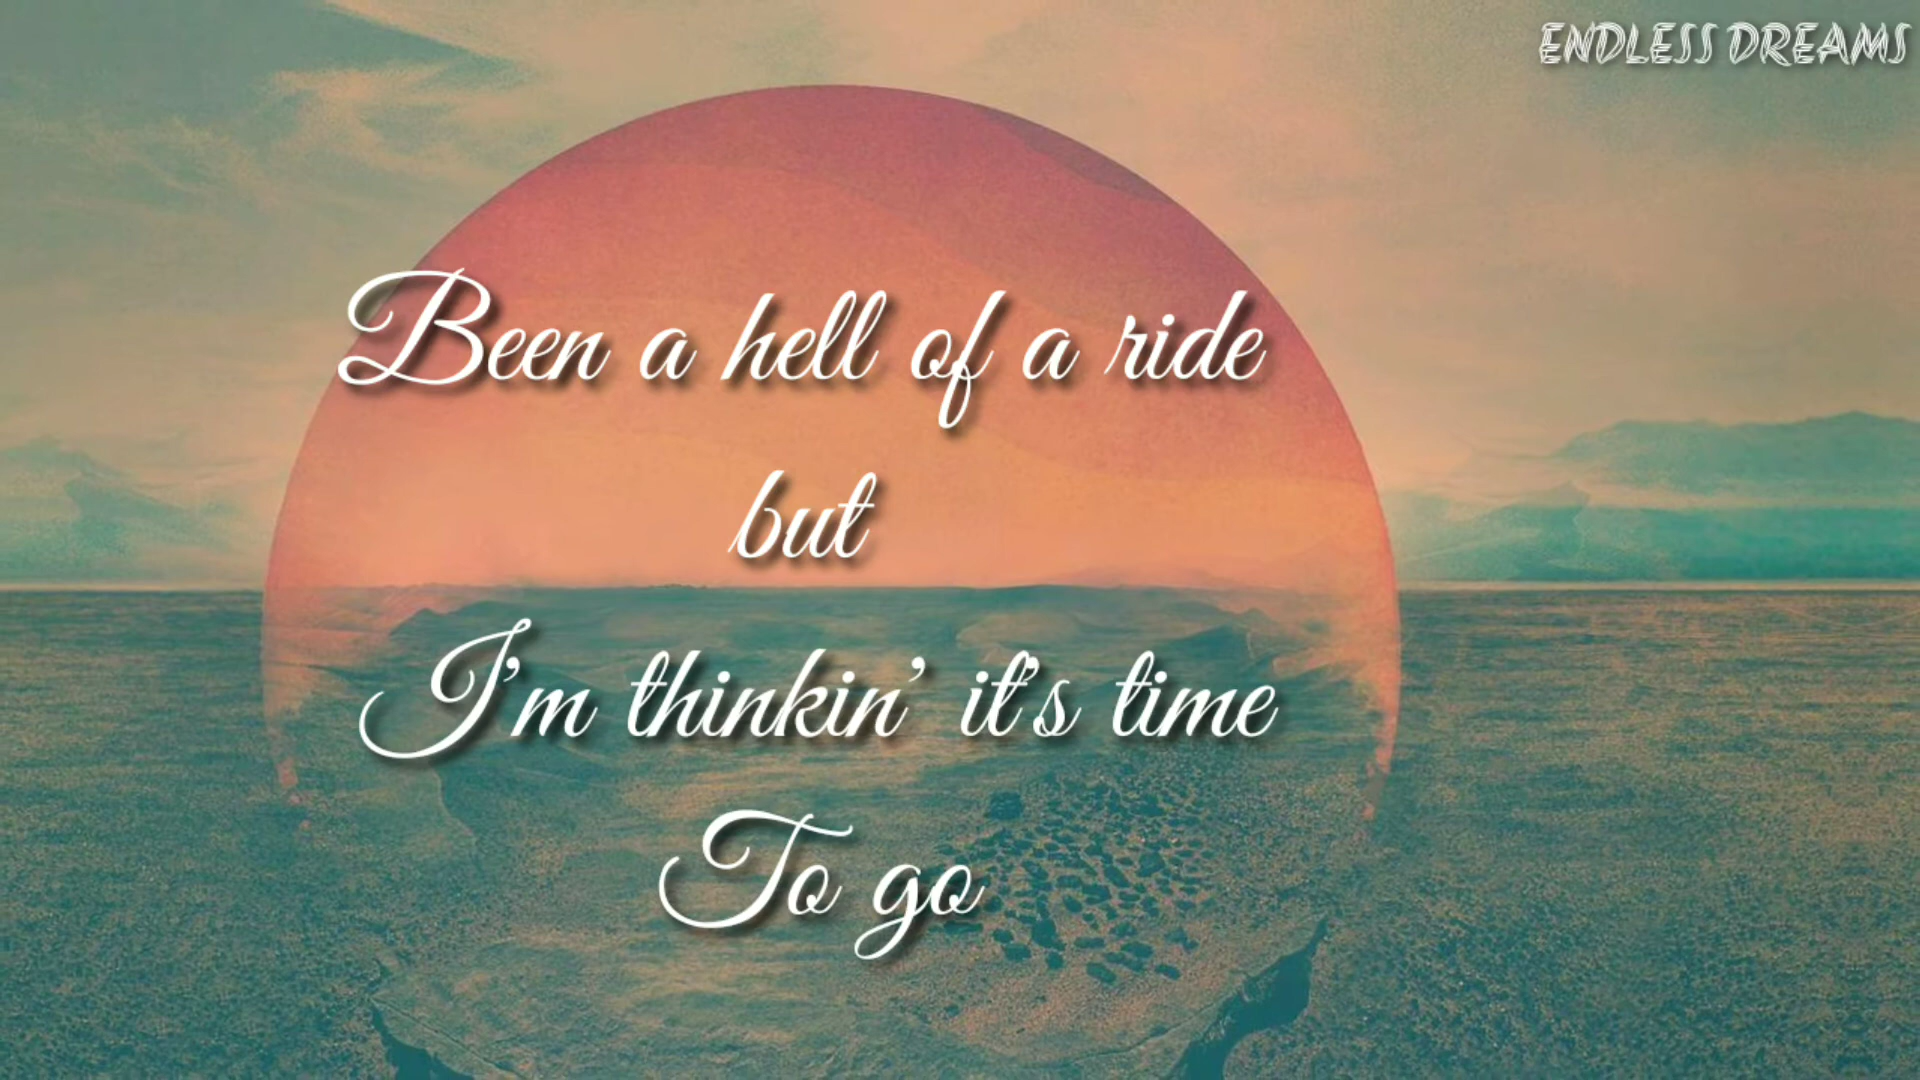 ENDLESS DREAMS
Been a hell of a ride
but
I'm thinkin' it's time
To go